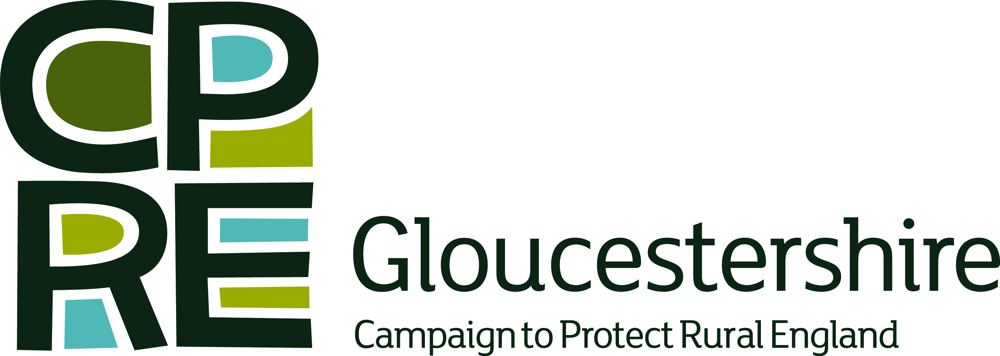 CP
RE
Gloucestershire
Campaign to Protect Rural England